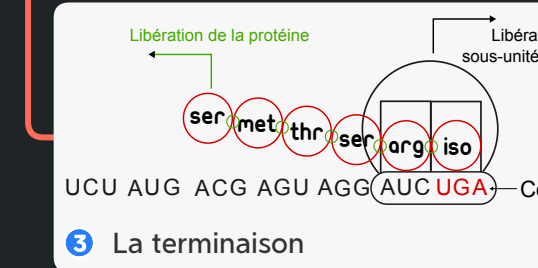 Libération de la protéine
Libéra
sous-unité
ser met thr ser arg iso
UCU AUG ACG AGU AGG AUC UGA Co
3 La terminaison